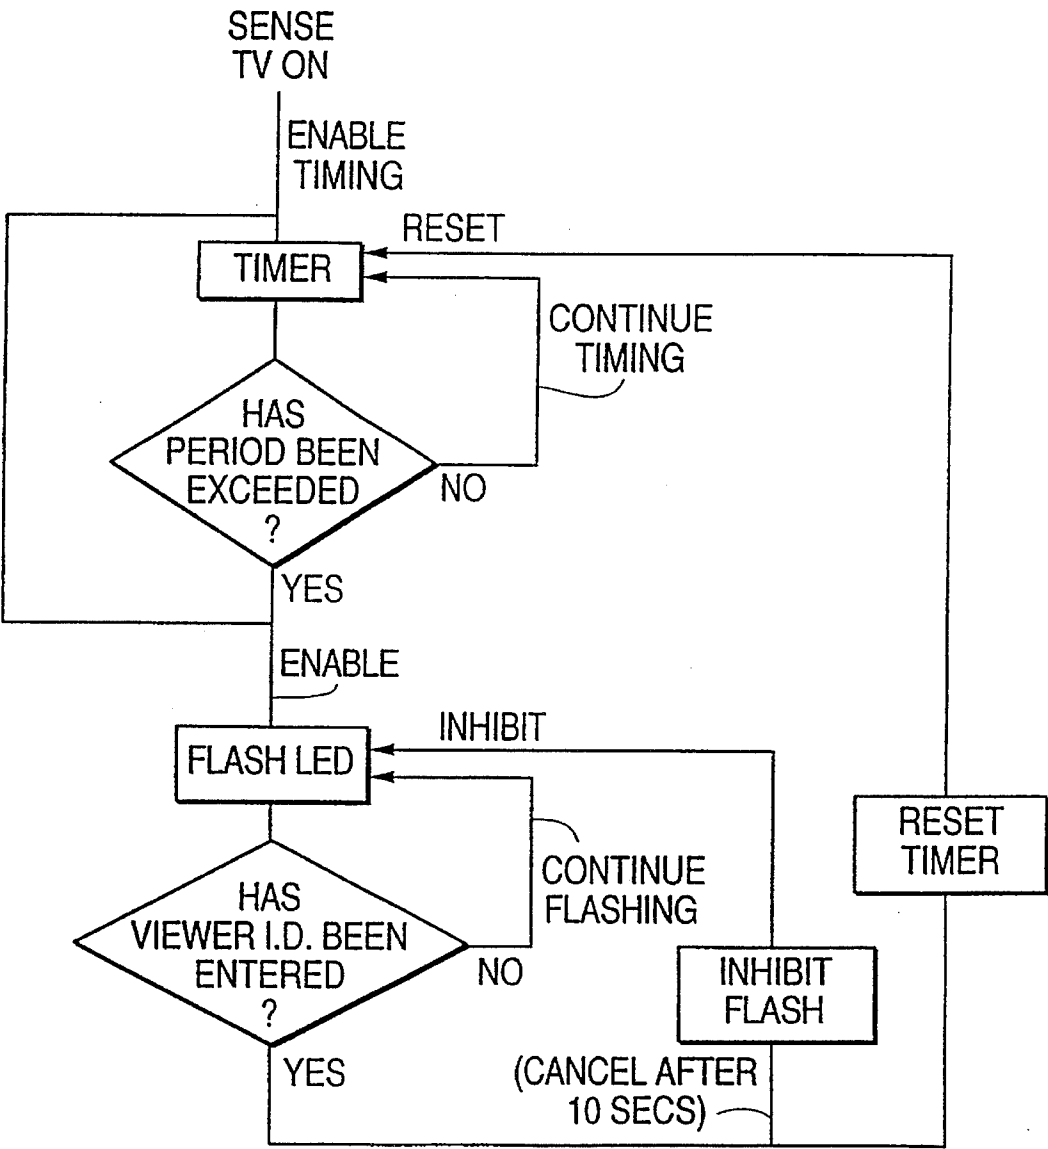 SENSE
TV ON
ENABLE
TIMING
RESET
TIMER
CONTINUE
TIMING
HAS
PERIOD BEEN
EXCEEDED
?
NO
YES
ENABLE
INHIBIT
FLASH LED
RESET
TIMER
CONTINUE
FLASHING
HAS
VIEWER I.D. BEEN
ENTERED
?
NO
INHIBIT
FLASH
YES
(CANCEL AFTER
10 SECS)